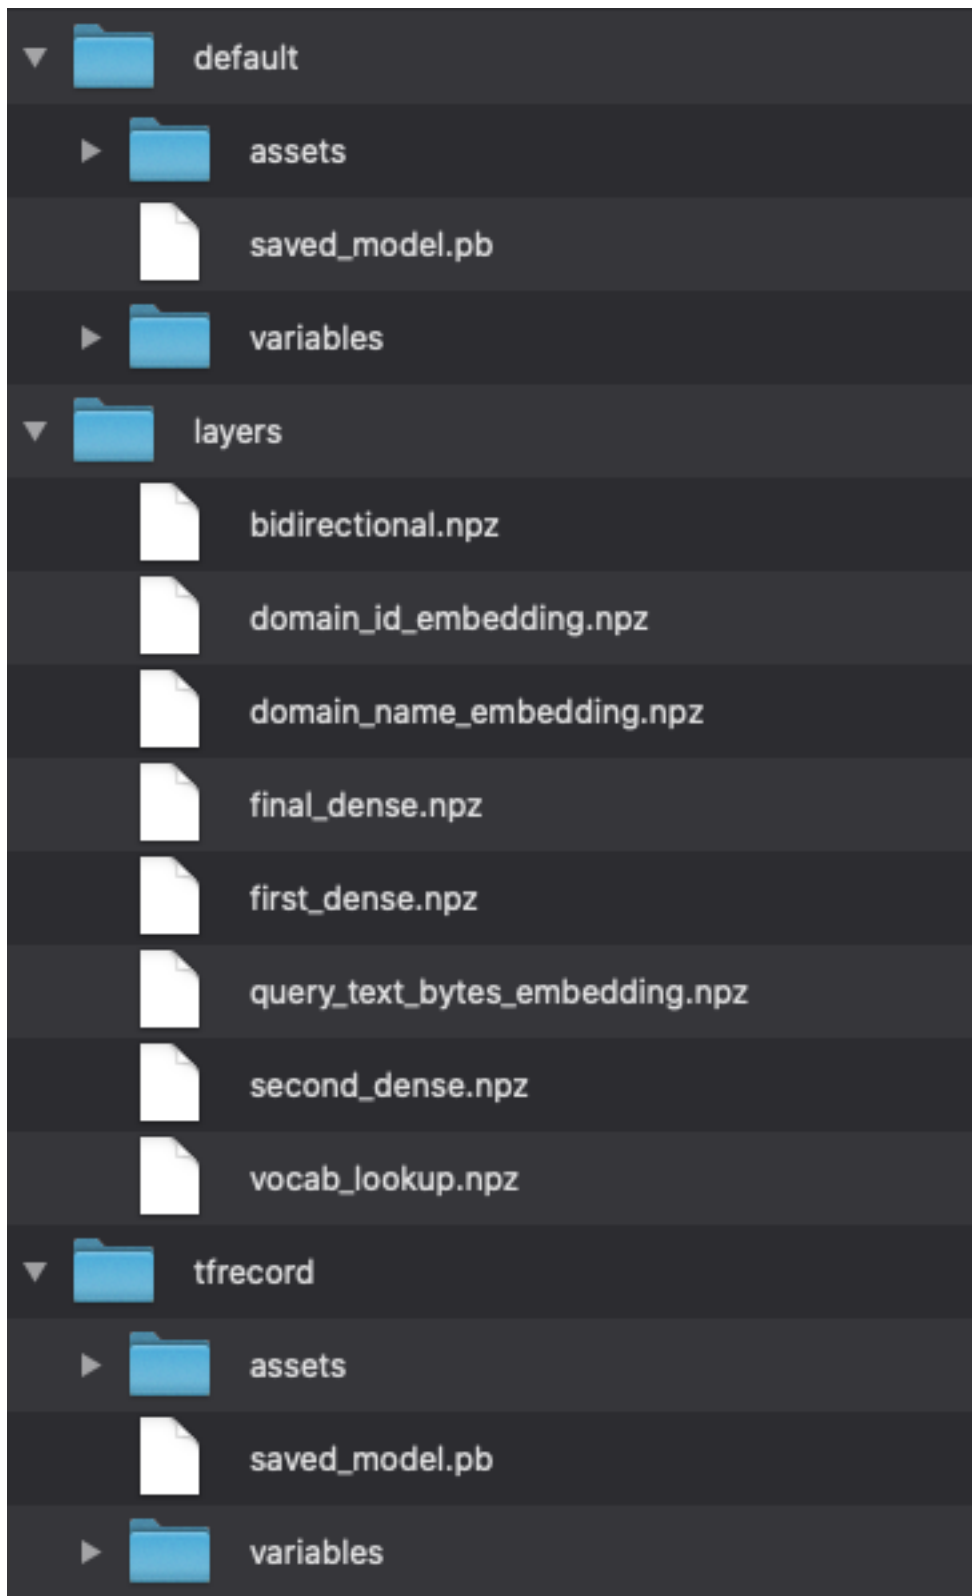 default
assets
saved_model.pb
variables
layers
bidirectional.npz
domain_id_embedding.npz
domain_name_embedding.npz
final_dense.npz
first_dense.npz
query_text_bytes_embedding.npz
second_dense.npz
vocab_lookup.npz
tfrecord
assets
saved_model.pb
variables